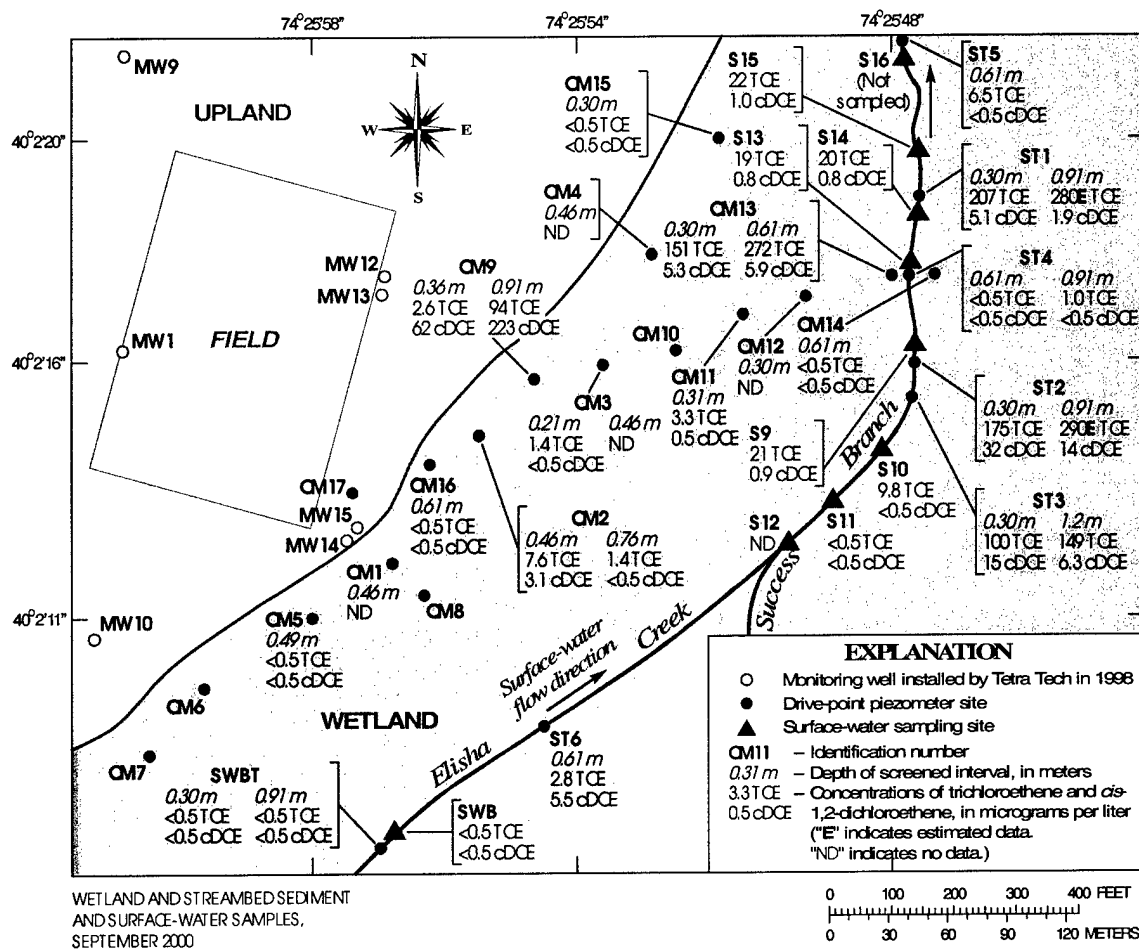 74°25'58"
74°25'54"
74°25'48"
40°2'20
40°2'16
40°2'11
MW9
UPLAND
N
W
E
S
MW12
MW13
MW1
FIELD
CM17
MW15
MW14
MW10
CM15
0.30 m
<0.5 TCE
<0.5 cDCE
CM4
0.46 m
ND
CM9
0.36 m 0.91 m
2.6 TCE 94 TCE
62 cDCE 223 cDCE
S15
22 TCE
1.0 cDCE
S16
(Not
sampled)
ST5
0.61 m
6.5 TCE
<0.5 cDCE
S13
19 TCE
0.8 cDCE
S14
20 TCE
0.8 cDCE
ST1
0.30 m 0.91 m
207 TCE 280E TCE
5.1 cDCE 1.9 cDCE
CM13
0.30 m 0.61 m
151 TCE 272 TCE
5.3 cDCE 5.9 cDCE
ST4
0.61 m 0.91 m
<0.5 TCE 1.0 TCE
<0.5 cDCE <0.5 cDCE
CM10
CM3
0.21 m 0.46 m
1.4 TCE ND
<0.5 cDCE
CM11
0.31 m
3.3 TCE
0.5 cDCE
CM12
0.30 m
ND
CM14
0.61 m
<0.5 TCE
<0.5 cDCE
ST2
0.30 m 0.91 m
175 TCE 290E TCE
32 cDCE 14 cDCE
S9
21 TCE
0.9 cDCE
Branch
S10
9.8 TCE
<0.5 cDCE
ST3
0.30 m 1.2 m
100 TCE 149 TCE
15 cDCE 6.3 cDCE
CM16
0.61 m
<0.5 TCE
<0.5 cDCE
CM2
0.46 m 0.76 m
7.6 TCE 1.4 TCE
3.1 cDCE <0.5 cDCE
S12
ND
S11
<0.5 TCE
<0.5 cDCE
Success
CM1
0.46 m
ND
CM8
CM5
0.49 m
<0.5 TCE
<0.5 cDCE
CM6
CM7
WETLAND
Surface-water
flow direction
Elisha Creek
ST6
0.61 m
2.8 TCE
5.5 cDCE
SWBT
0.30 m 0.91 m
<0.5 TCE <0.5 TCE
<0.5 cDCE <0.5 cDCE
SWB
<0.5 TCE
<0.5 cDCE
EXPLANATION
Monitoring well installed by Tetra Tech in 1998
Drive-point piezometer site
Surface-water sampling site
CM11 – Identification number
0.31 m – Depth of screened interval, in meters
3.3 TCE – Concentrations of trichloroethene and cis-
0.5 cDCE 1,2-dichloroethene, in micrograms per liter
("E" indicates estimated data.
"ND" indicates no data.)
WETLAND AND STREAMBED SEDIMENT
AND SURFACE-WATER SAMPLES,
SEPTEMBER 2000
0 100 200 300 400 FEET
0 30 60 90 120 METERS